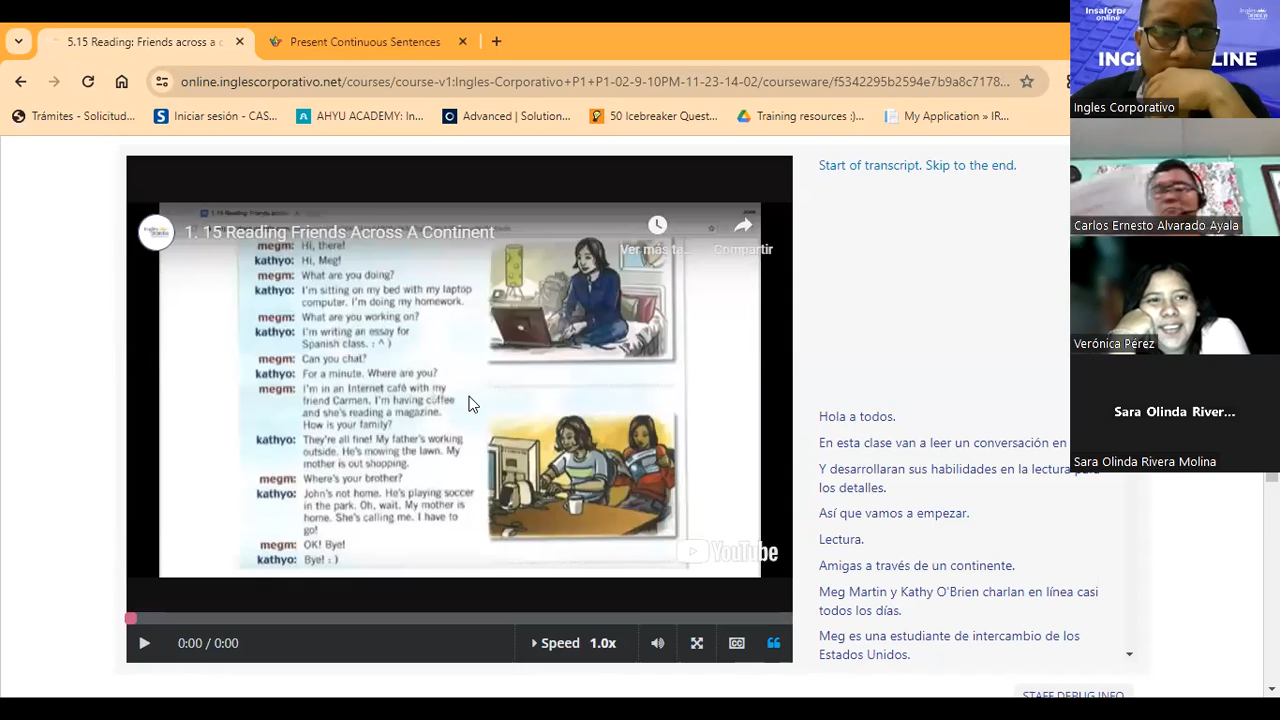 5.15 Reading: Friends across a c
Present Continuous Sentences
online.inglescorporativo.net/courses/course-v1:Ingles-Corporativo+P1+P1-02-9-10PM-11-23-14-02/courseware/f5342295b2594e7b9a8c7178...
Trámites - Solicitud...
Iniciar sesión - CAS...
AHYU ACADEMY: In...
Advanced | Solution...
50 Icebreaker Quest...
Training resources :)...
My Application » IR...
1. 15 Reading Friends Across A Continent
Ver más ta...
Compartir
megm: Hi, there!
kathyo: Hi, Meg!
megm: What are you doing?
kathyo: I'm sitting on my bed with my laptop
computer. I'm doing my homework.
megm: What are you working on?
kathyo: I'm writing an essay for
Spanish class. : ^ )
megm: Can you chat?
kathyo: For a minute. Where are you?
megm: I'm in an Internet café with my
friend Carmen. I'm having coffee
and she's reading a magazine.
How is your family?
kathyo: They're all fine! My father's working
outside. He's mowing the lawn. My
mother is out shopping.
megm: Where's your brother?
kathyo: John's not home. He's playing soccer
in the park. Oh, wait. My mother is
home. She's calling me. I have to
go!
megm: OK! Bye!
kathyo: Bye! : )
YouTube
0:00 / 0:00
Speed 1.0x
CC
Start of transcript. Skip to the end.
Hola a todos.
En esta clase van a leer un conversación en
Y desarrollaran sus habilidades en la lectura para
los detalles.
Así que vamos a empezar.
Lectura.
Amigas a través de un continente.
Meg Martin y Kathy O'Brien charlan en línea casi
todos los días.
Meg es una estudiante de intercambio de los
Estados Unidos.
STAFF DEBUG INFO
Insaforp
online
Ingles Corporativo
Carlos Ernesto Alvarado Ayala
Verónica Pérez
Sara Olinda River...
Sara Olinda Rivera Molina